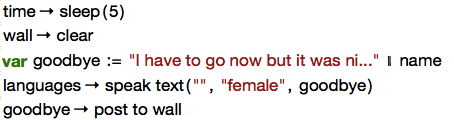 time → sleep(5)
wall → clear
var goodbye := "I have to go now but it was ni..." ‖ name
languages → speak text("", "female", goodbye)
goodbye → post to wall